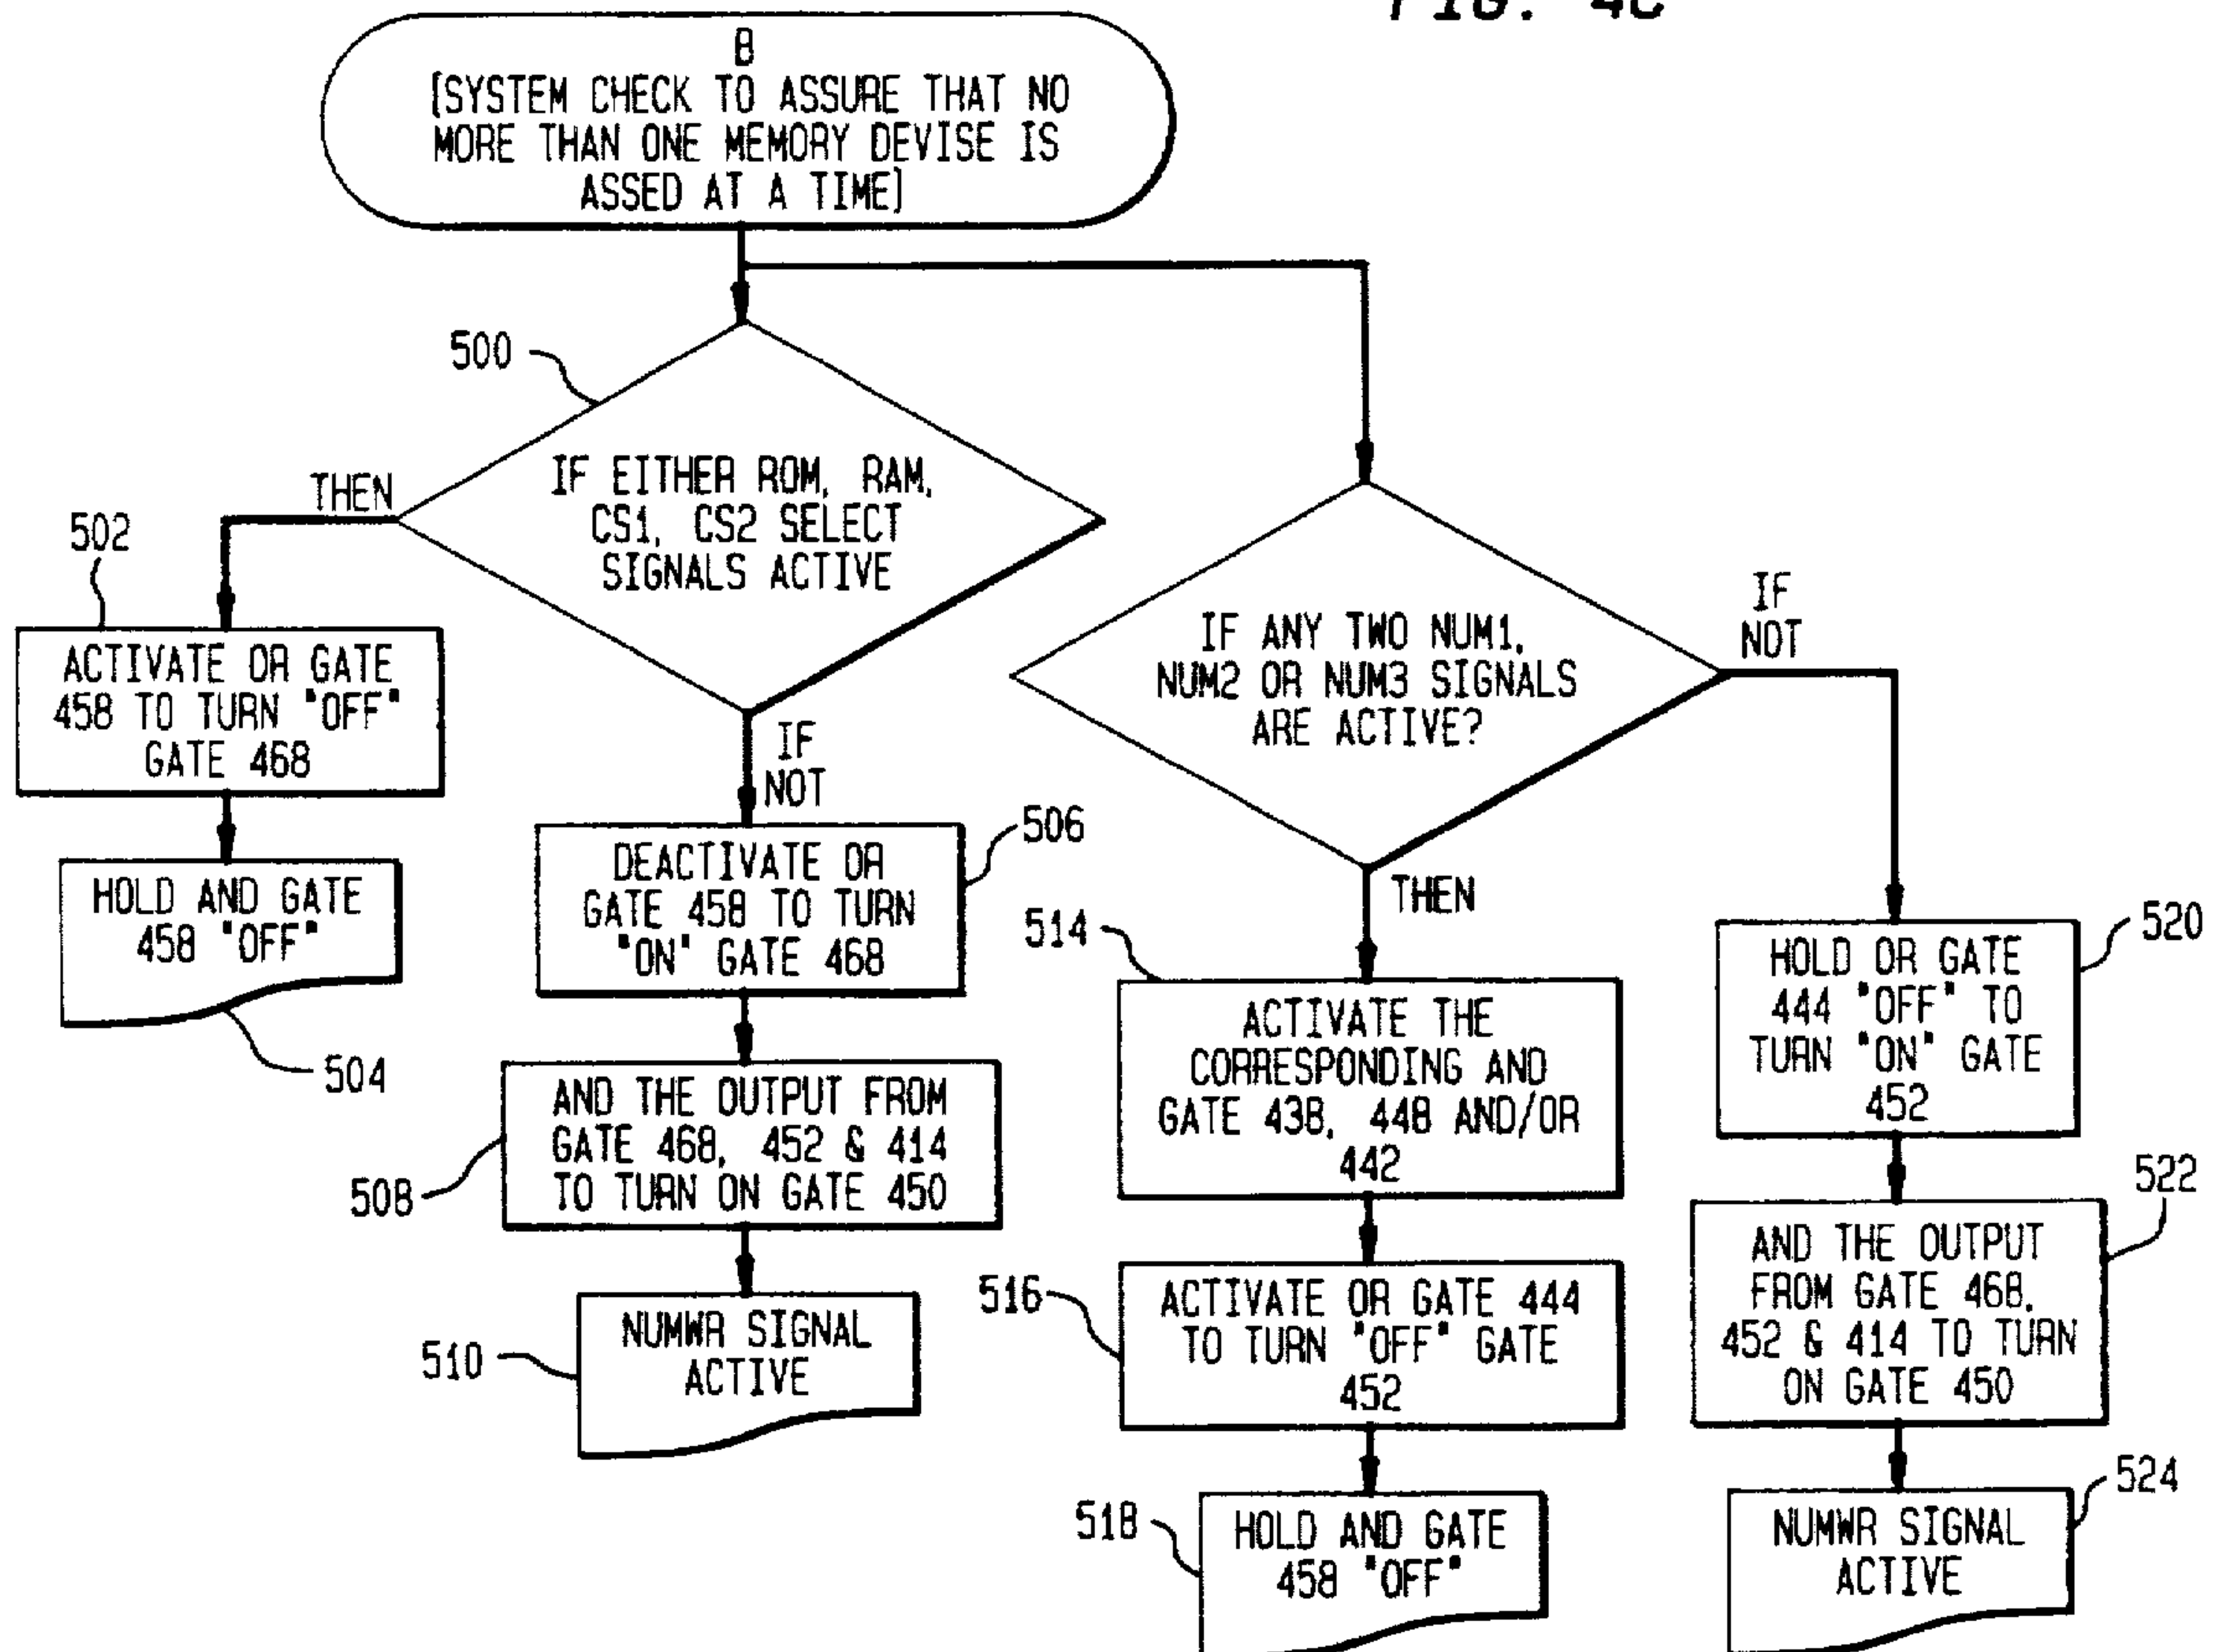 FIG. 4C
B
[SYSTEM CHECK TO ASSURE THAT NO
MORE THAN ONE MEMORY DEVISE IS
ASSED AT A TIME]
500
IF EITHER ROM, RAM,
CS1, CS2 SELECT
SIGNALS ACTIVE
THEN
502
ACTIVATE OR GATE
458 TO TURN "OFF"
GATE 468
HOLD AND GATE
458 "OFF"
504
IF
NOT
506
DEACTIVATE OR
GATE 458 TO TURN
"ON" GATE 468
AND THE OUTPUT FROM
GATE 468, 452 & 414
TO TURN ON GATE 450
508
NUMWR SIGNAL
ACTIVE
510
IF ANY TWO NUM1,
NUM2 OR NUM3 SIGNALS
ARE ACTIVE?
THEN
514
ACTIVATE THE
CORRESPONDING AND
GATE 438, 448 AND/OR
442
516
ACTIVATE OR GATE 444
TO TURN "OFF" GATE
452
518
HOLD AND GATE
458 "OFF"
IF
NOT
520
HOLD OR GATE
444 "OFF" TO
TURN "ON" GATE
452
522
AND THE OUTPUT
FROM GATE 468,
452 & 414 TO TURN
ON GATE 450
524
NUMWR SIGNAL
ACTIVE